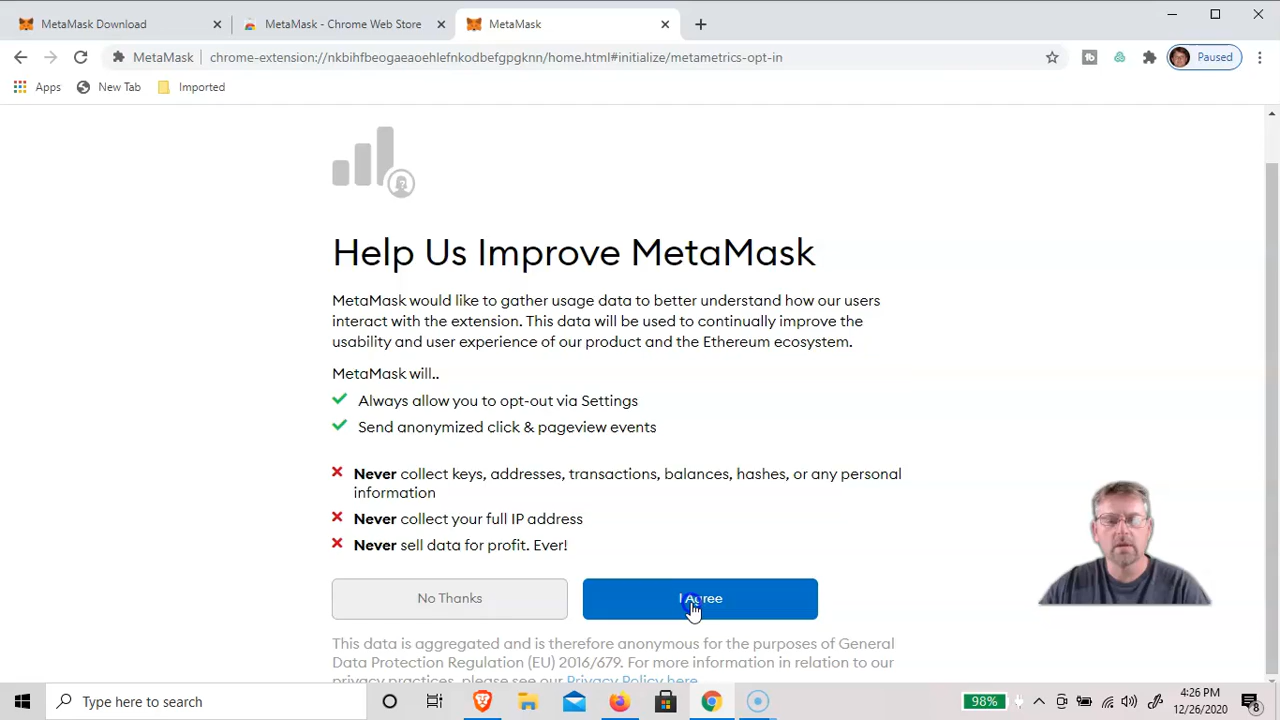 MetaMask Download
MetaMask - Chrome Web Store
MetaMask
MetaMask
chrome-extension://nkbihfbeogaeaoehlefnkodbefgpgknn/home.html#initialize/metametrics-opt-in
Paused
Apps
New Tab
Imported
Help Us Improve MetaMask
MetaMask would like to gather usage data to better understand how our users
interact with the extension. This data will be used to continually improve the
usability and user experience of our product and the Ethereum ecosystem.
MetaMask will..
Always allow you to opt-out via Settings
Send anonymized click & pageview events
Never collect keys, addresses, transactions, balances, hashes, or any personal
information
Never collect your full IP address
Never sell data for profit. Ever!
No Thanks
I Agree
This data is aggregated and is therefore anonymous for the purposes of General
Data Protection Regulation (EU) 2016/679. For more information in relation to our
privacy practices, please see our Privacy Policy here.
Type here to search
98%
4:26 PM
12/26/2020
8